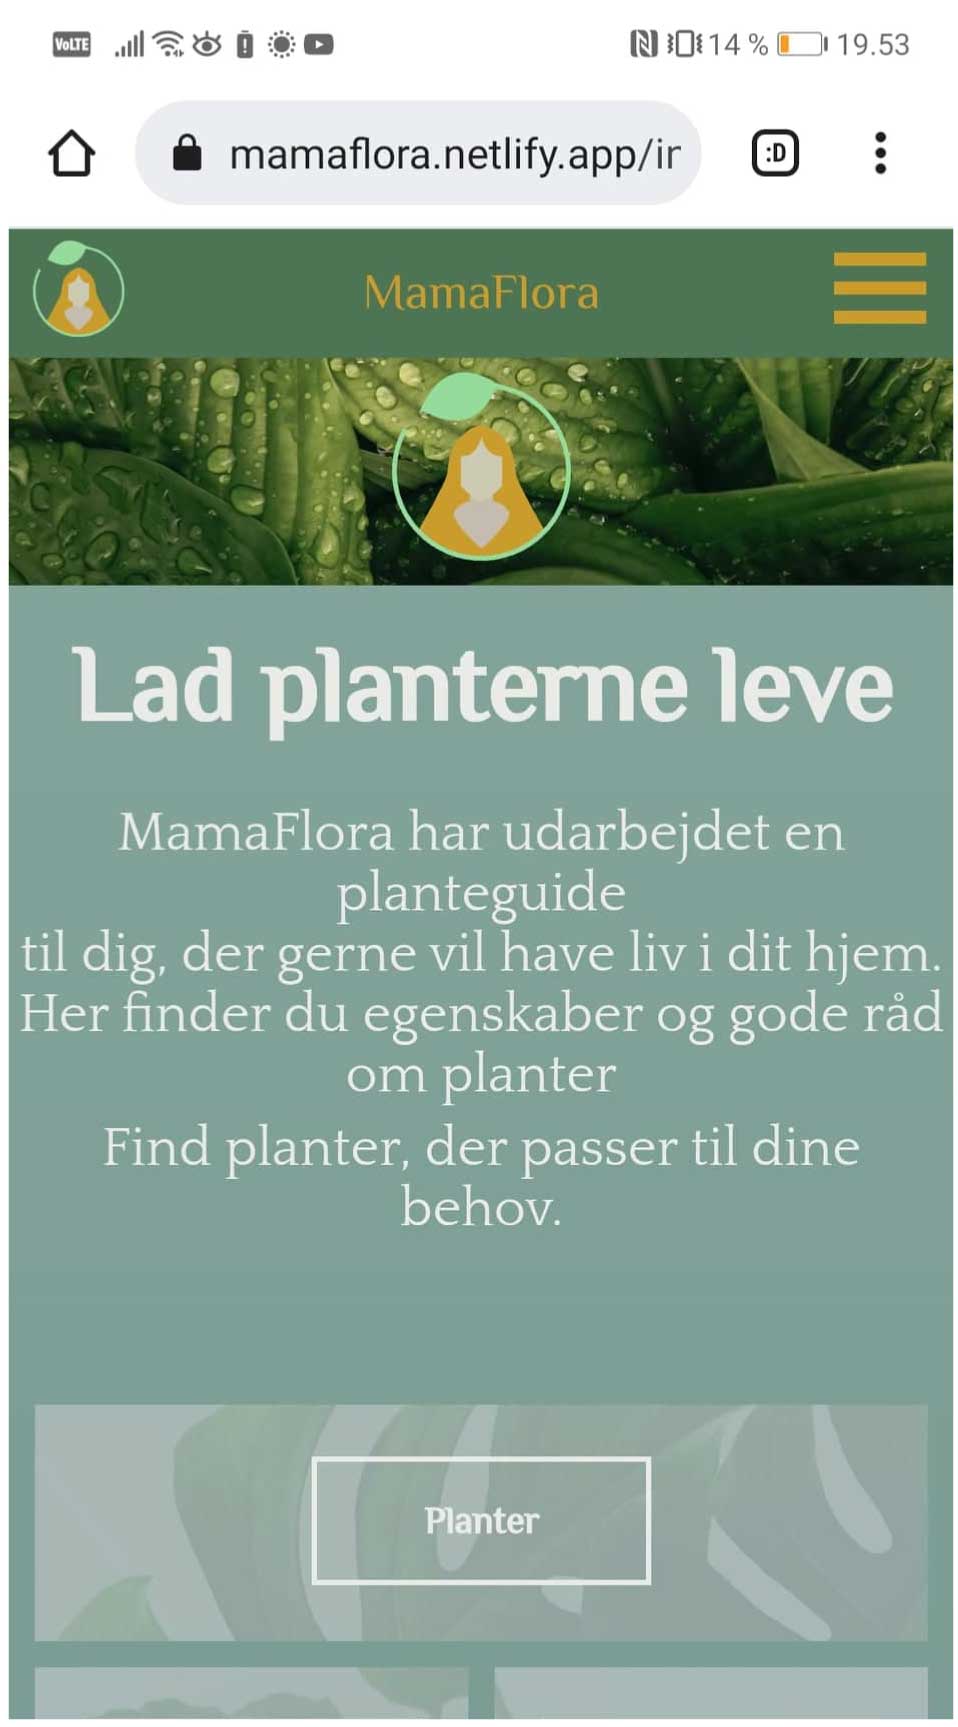 VoLTE
14 %
19.53
mamaflora.netlify.app/ir
:D
MamaFlora
Lad planterne leve
MamaFlora har udarbejdet en
planteguide
til dig, der gerne vil have liv i dit hjem.
Her finder du egenskaber og gode råd
om planter
Find planter, der passer til dine
behov.
Planter